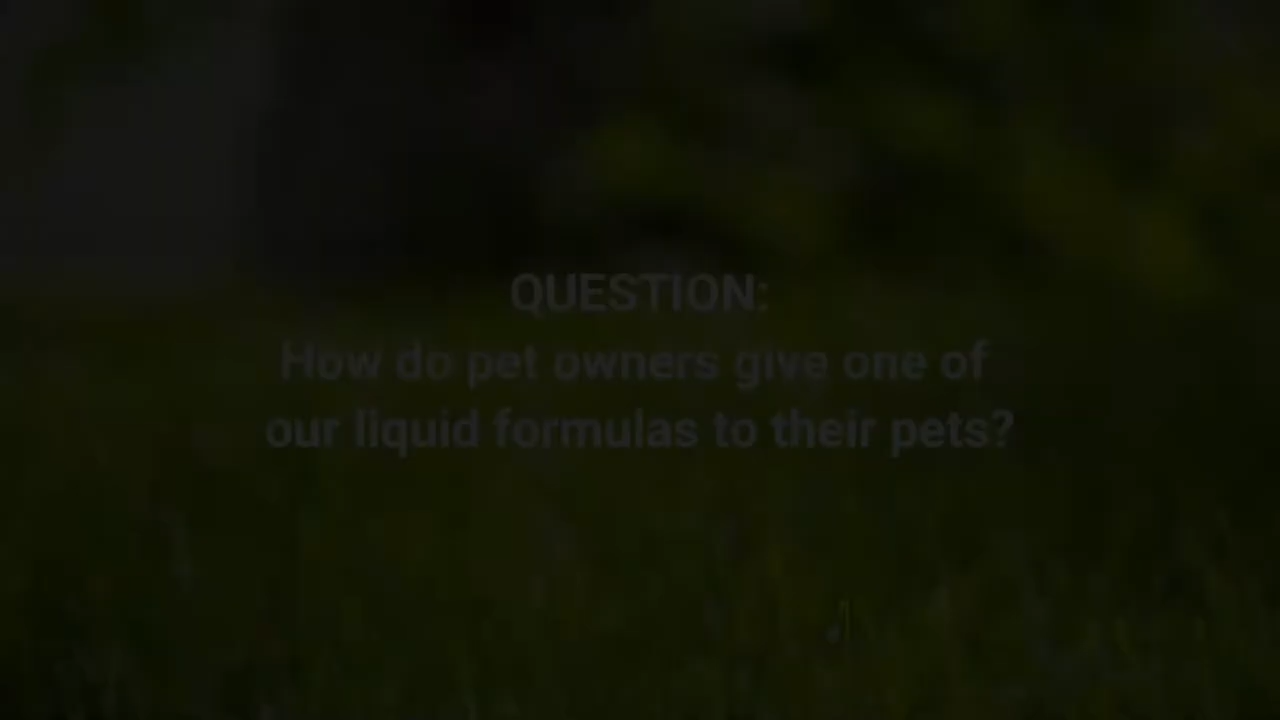 QUESTION:
How do pet owners give one of
our liquid formulas to their pets?